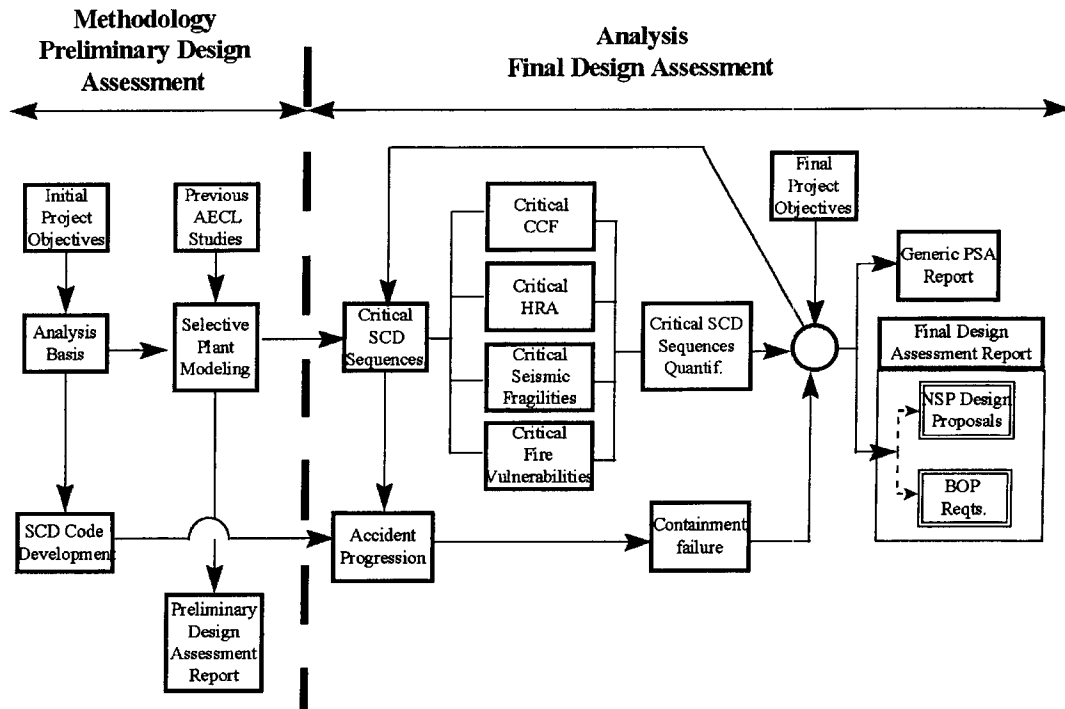 Methodology
Preliminary Design
Assessment
Analysis
Final Design Assessment
Initial
Project
Objectives
Previous
AECL
Studies
Analysis
Basis
Selective
Plant
Modeling
SCD Code
Development
Preliminary
Design
Assessment
Report
Critical
SCD
Sequences
Accident
Progression
Critical
CCF
Critical
HRA
Critical
Seismic
Fragilities
Critical
Fire
Vulnerabilities
Critical SCD
Sequences
Quantif.
Containment
failure
Final
Project
Objectives
Generic PSA
Report
Final Design
Assessment Report
NSP Design
Proposals
BOP
Reqts.